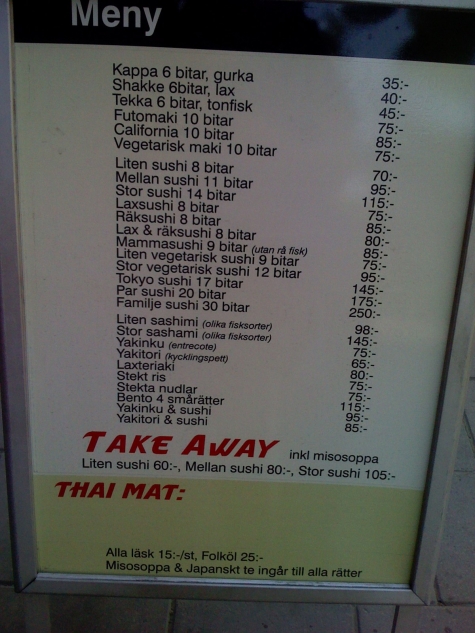 Meny
Kappa 6 bitar, gurka 35:-
Shakke 6bitar, lax 40:-
Tekka 6 bitar, tonfisk 45:-
Futomaki 10 bitar 75:-
California 10 bitar 85:-
Vegetarisk maki 10 bitar 75:-
Liten sushi 8 bitar 70:-
Mellan sushi 11 bitar 95:-
Stor sushi 14 bitar 115:-
Laxsushi 8 bitar 75:-
Räksushi 8 bitar 85:-
Lax & räksushi 8 bitar 80:-
Mammasushi 9 bitar (utan rå fisk) 85:-
Liten vegetarisk sushi 9 bitar 75:-
Stor vegetarisk sushi 12 bitar 95:-
Tokyo sushi 17 bitar 145:-
Par sushi 20 bitar 175:-
Familje sushi 30 bitar 250:-
Liten sashimi (olika fisksorter) 98:-
Stor sashami (olika fisksorter) 145:-
Yakinku (entrecote) 75:-
Yakitori (kycklingspett) 65:-
Laxteriaki 80:-
Stekt ris 75:-
Stekta nudlar 75:-
Bento 4 smårätter 115:-
Yakinku & sushi 95:-
Yakitori & sushi 85:-
TAKE AWAY inkl misosoppa
Liten sushi 60:-, Mellan sushi 80:-, Stor sushi 105:-
THAI MAT:
Alla läsk 15:-/st, Folköl 25:-
Misosoppa & Japanskt te ingår till alla rätter